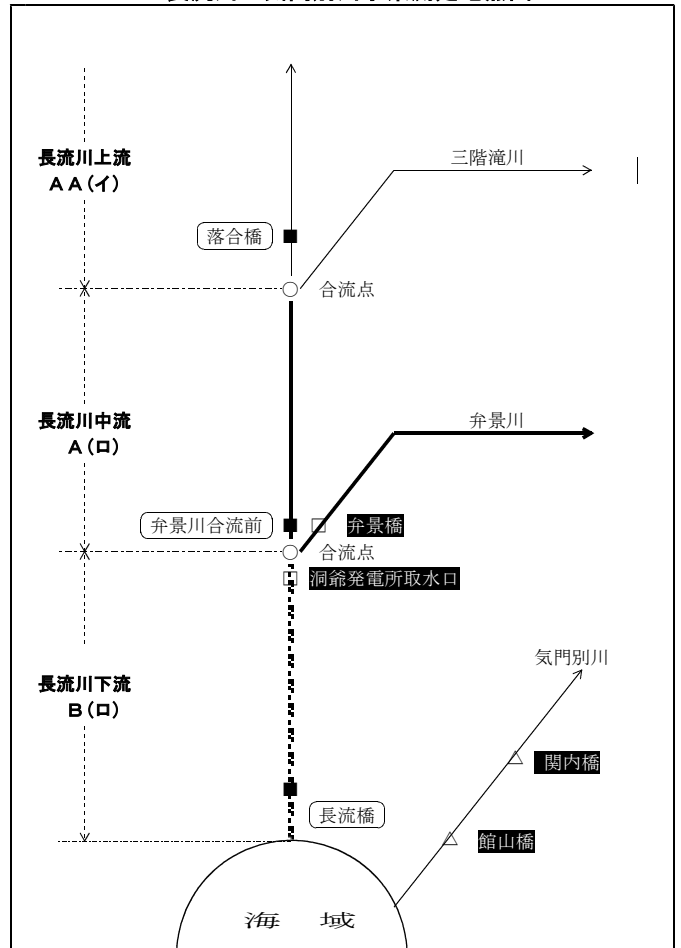 長流川上流
ＡＡ(イ)
三階滝川
落合橋
合流点
長流川中流
Ａ(ロ)
弁景川
弁景川合流前
弁景橋
合流点
洞爺発電所取水口
気門別川
長流川下流
Ｂ(ロ)
関内橋
長流橋
館山橋
海　域